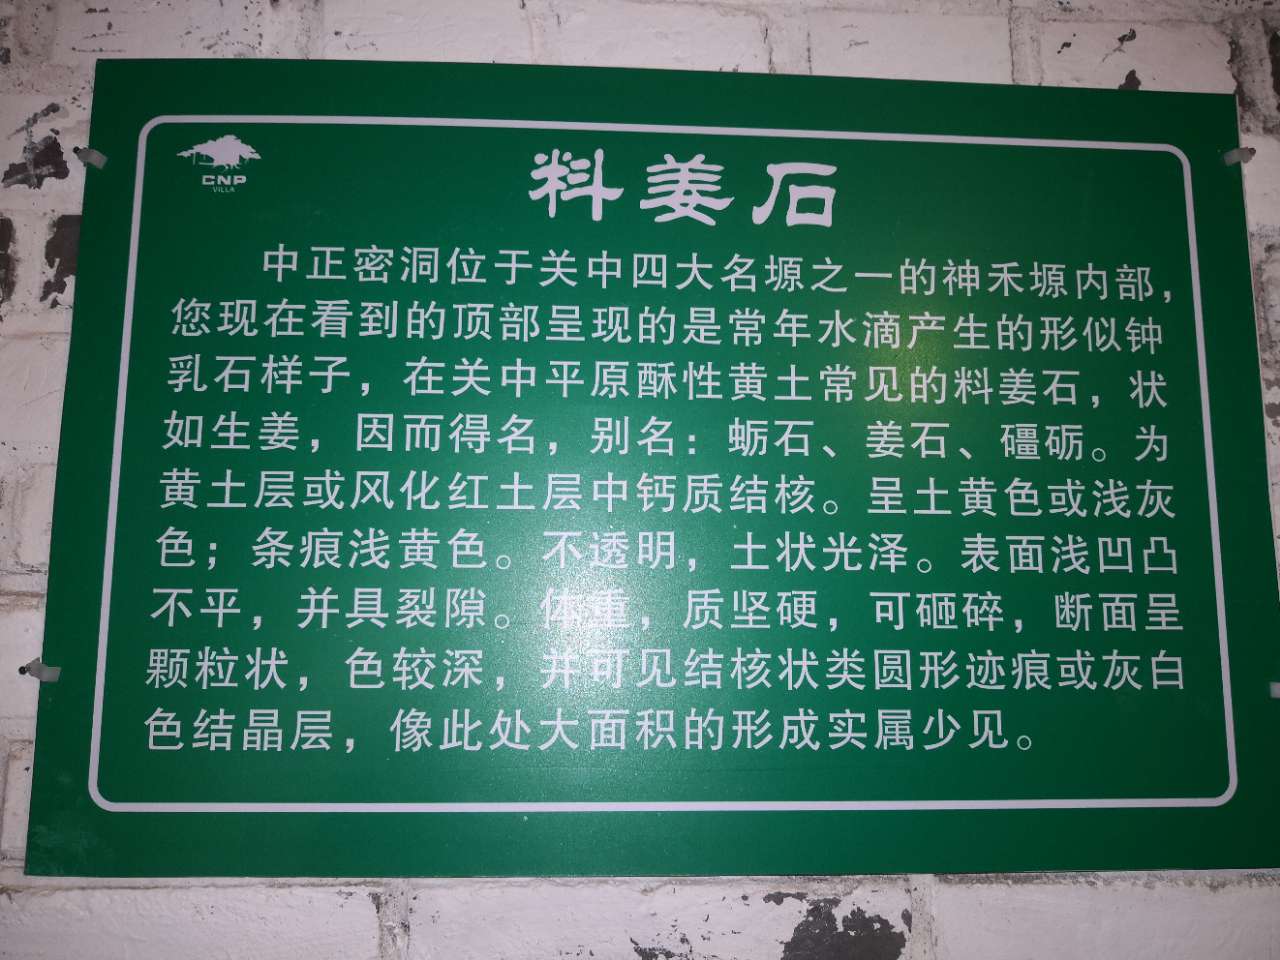 CNP
VILLA
料姜石
中正密洞位于关中四大名塬之一的神禾塬内部，
您现在看到的顶部呈现的是常年水滴产生的形似钟
乳石样子，在关中平原酥性黄土常见的料姜石，状
如生姜，因而得名，别名：蛎石、姜石、礓砺。为
黄土层或风化红土层中钙质结核。呈土黄色或浅灰
色；条痕浅黄色。不透明，土状光泽。表面浅凹凸
不平，并具裂隙。体重，质坚硬，可砸碎，断面呈
颗粒状，色较深，并可见结核状类圆形迹痕或灰白
色结晶层，像此处大面积的形成实属少见。